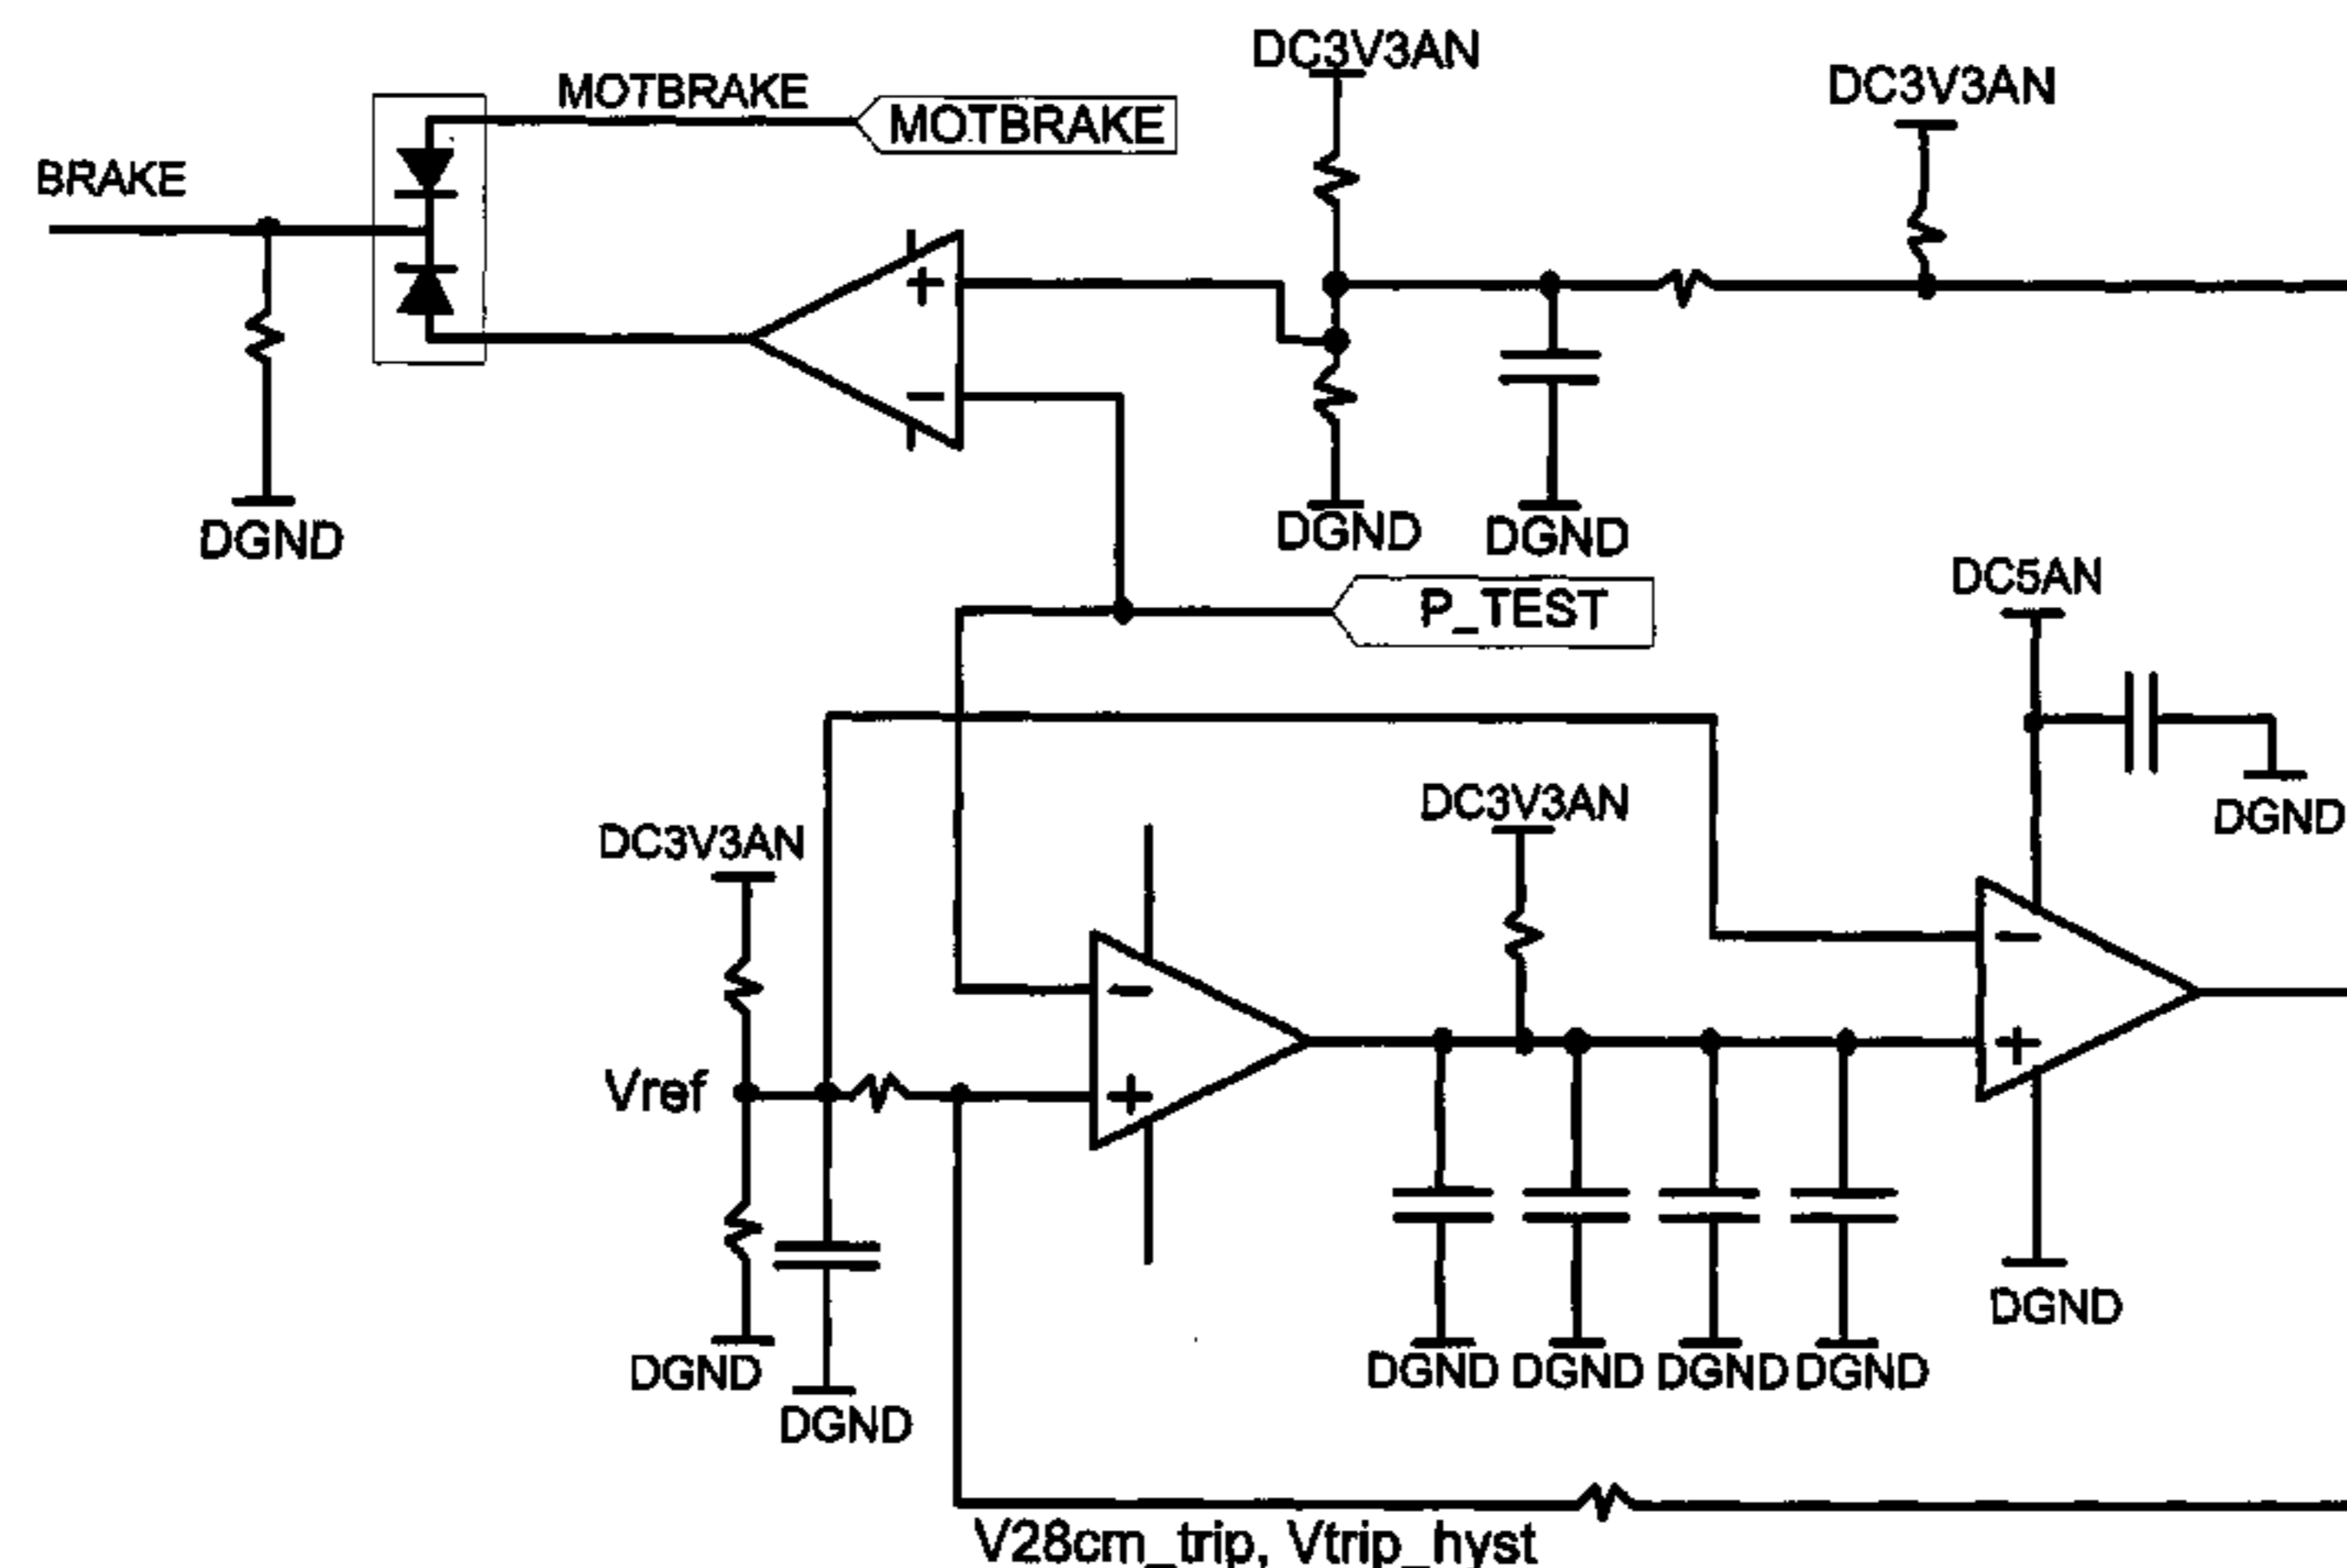 DC3V3AN
DC3V3AN
MOTBRAKE
MOTBRAKE
BRAKE
+
−
DGND
DGND
DGND
DC5AN
P_TEST
DGND
DC3V3AN
DC3V3AN
−
−
+
+
Vref
DGND
DGND
DGND
DGND
DGND
DGND
DGND
V28cm_trip, Vtrip_hyst